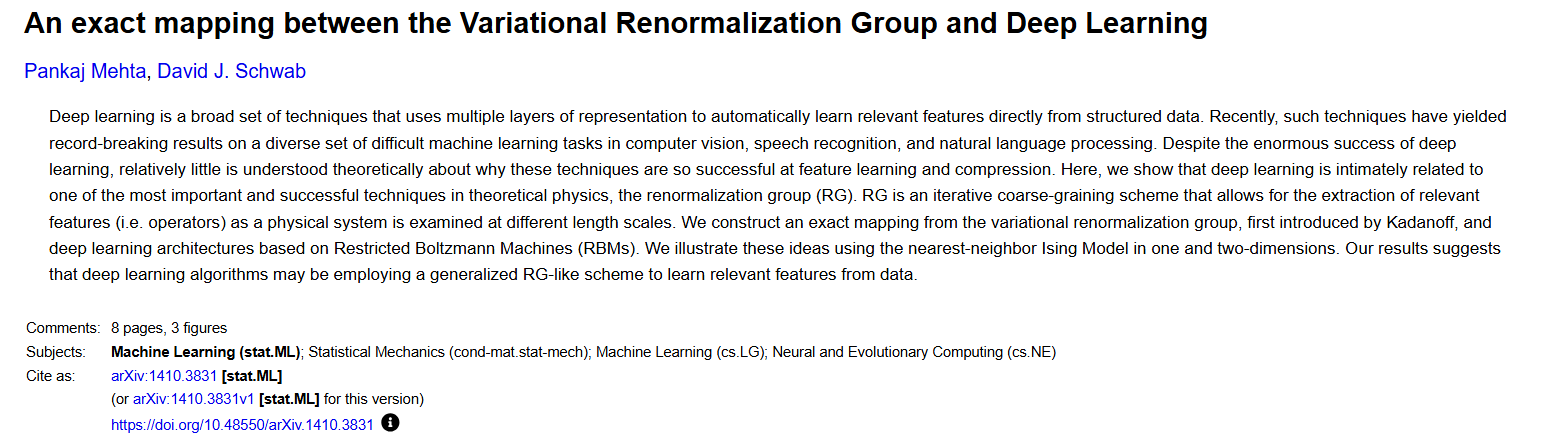 An exact mapping between the Variational Renormalization Group and Deep Learning
Pankaj Mehta, David J. Schwab
Deep learning is a broad set of techniques that uses multiple layers of representation to automatically learn relevant features directly from structured data. Recently, such techniques have yielded
record-breaking results on a diverse set of difficult machine learning tasks in computer vision, speech recognition, and natural language processing. Despite the enormous success of deep
learning, relatively little is understood theoretically about why these techniques are so successful at feature learning and compression. Here, we show that deep learning is intimately related to
one of the most important and successful techniques in theoretical physics, the renormalization group (RG). RG is an iterative coarse-graining scheme that allows for the extraction of relevant
features (i.e. operators) as a physical system is examined at different length scales. We construct an exact mapping from the variational renormalization group, first introduced by Kadanoff, and
deep learning architectures based on Restricted Boltzmann Machines (RBMs). We illustrate these ideas using the nearest-neighbor Ising Model in one and two-dimensions. Our results suggests
that deep learning algorithms may be employing a generalized RG-like scheme to learn relevant features from data.
Comments: 8 pages, 3 figures
Subjects: Machine Learning (stat.ML); Statistical Mechanics (cond-mat.stat-mech); Machine Learning (cs.LG); Neural and Evolutionary Computing (cs.NE)
Cite as: arXiv:1410.3831 [stat.ML]
(or arXiv:1410.3831v1 [stat.ML] for this version)
https://doi.org/10.48550/arXiv.1410.3831